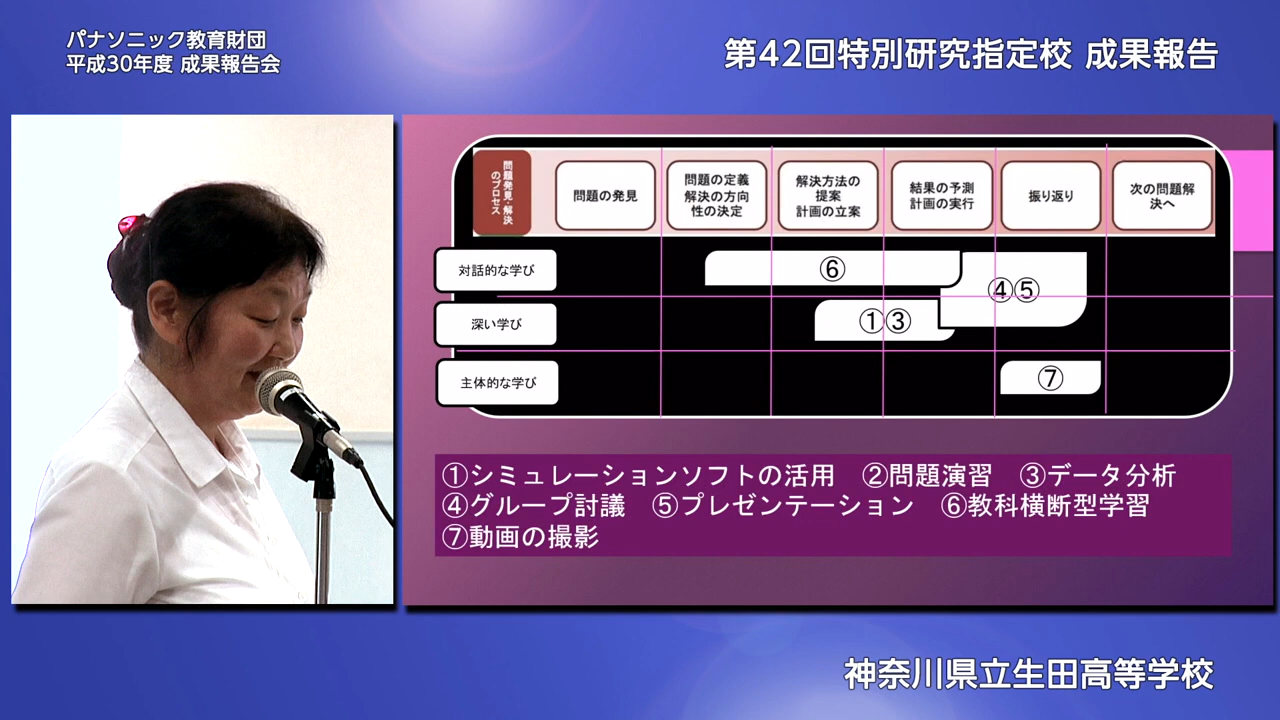 パナソニック教育財団
平成30年度 成果報告会
第42回特別研究指定校 成果報告
問題発見・解決
のプロセス
問題の発見
問題の定義
解決の方向
性の決定
解決方法の
提案
計画の立案
結果の予測
計画の実行
振り返り
次の問題解
決へ
対話的な学び
⑥
④⑤
深い学び
①③
主体的な学び
⑦
①シミュレーションソフトの活用　②問題演習　③データ分析
④グループ討議　⑤プレゼンテーション　⑥教科横断型学習
⑦動画の撮影
神奈川県立生田高等学校